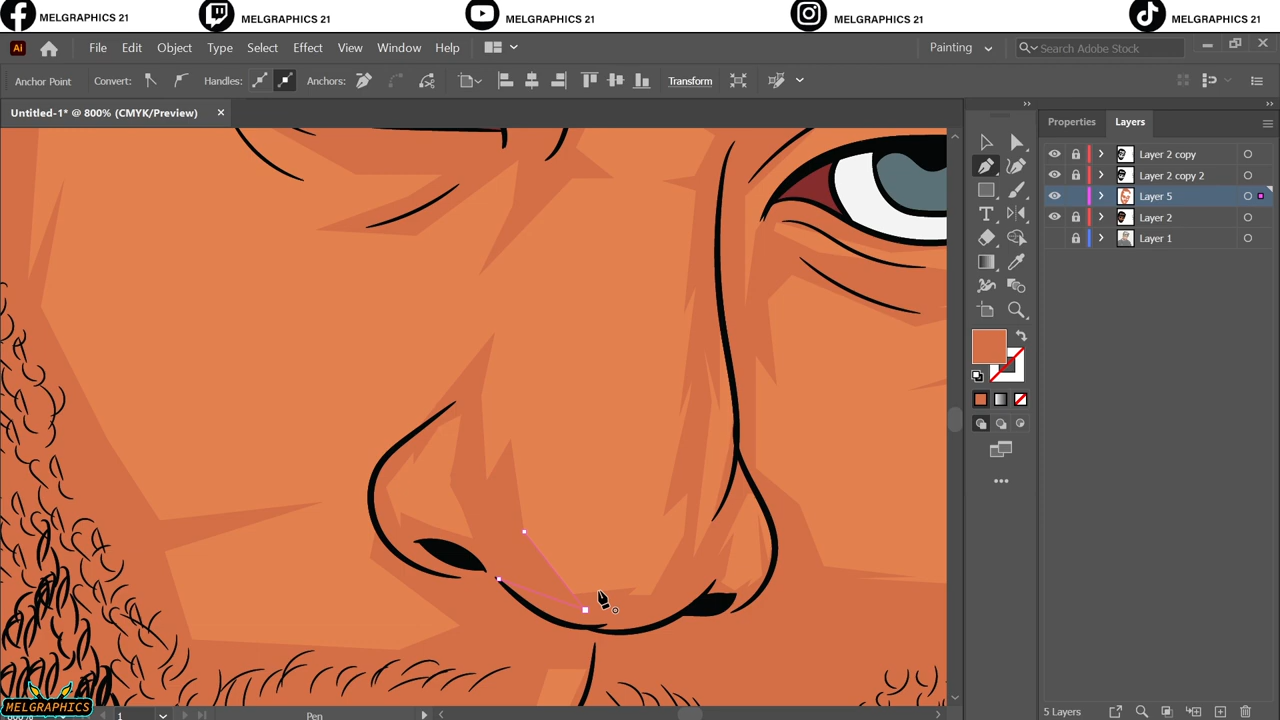 MELGRAPHICS 21 MELGRAPHICS 21 MELGRAPHICS 21 MELGRAPHICS 21 MELGRAPHICS 21
Ai File Edit Object Type Select Effect View Window Help Painting Search Adobe Stock
Anchor Point Convert: Handles: Anchors: Transform
Untitled-1* @ 800% (CMYK/Preview)
Properties Layers
Layer 2 copy
Layer 2 copy 2
Layer 5
Layer 2
Layer 1
MELGRAPHICS
1 Pen 5 Layers